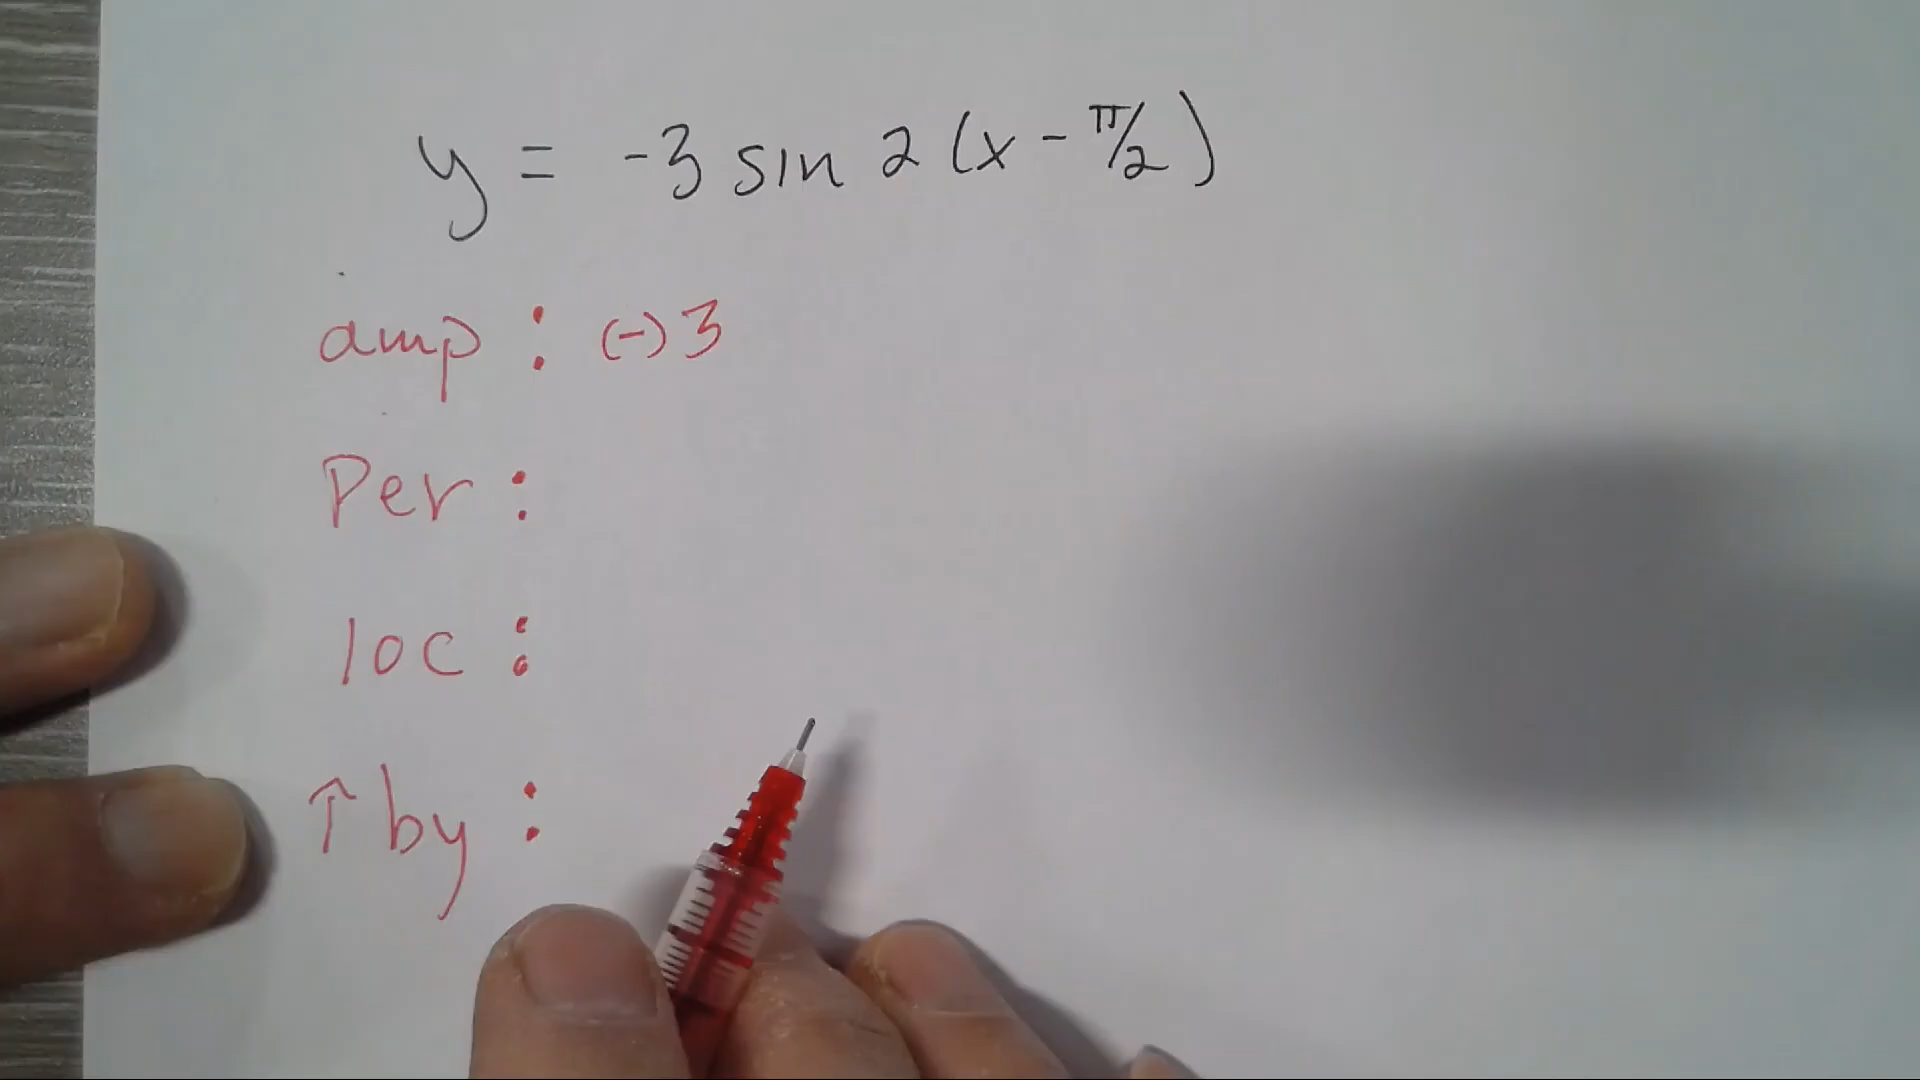 y = -3 sin 2 (x - π/2)
amp : (-) 3
Per :
loc :
↑ by :